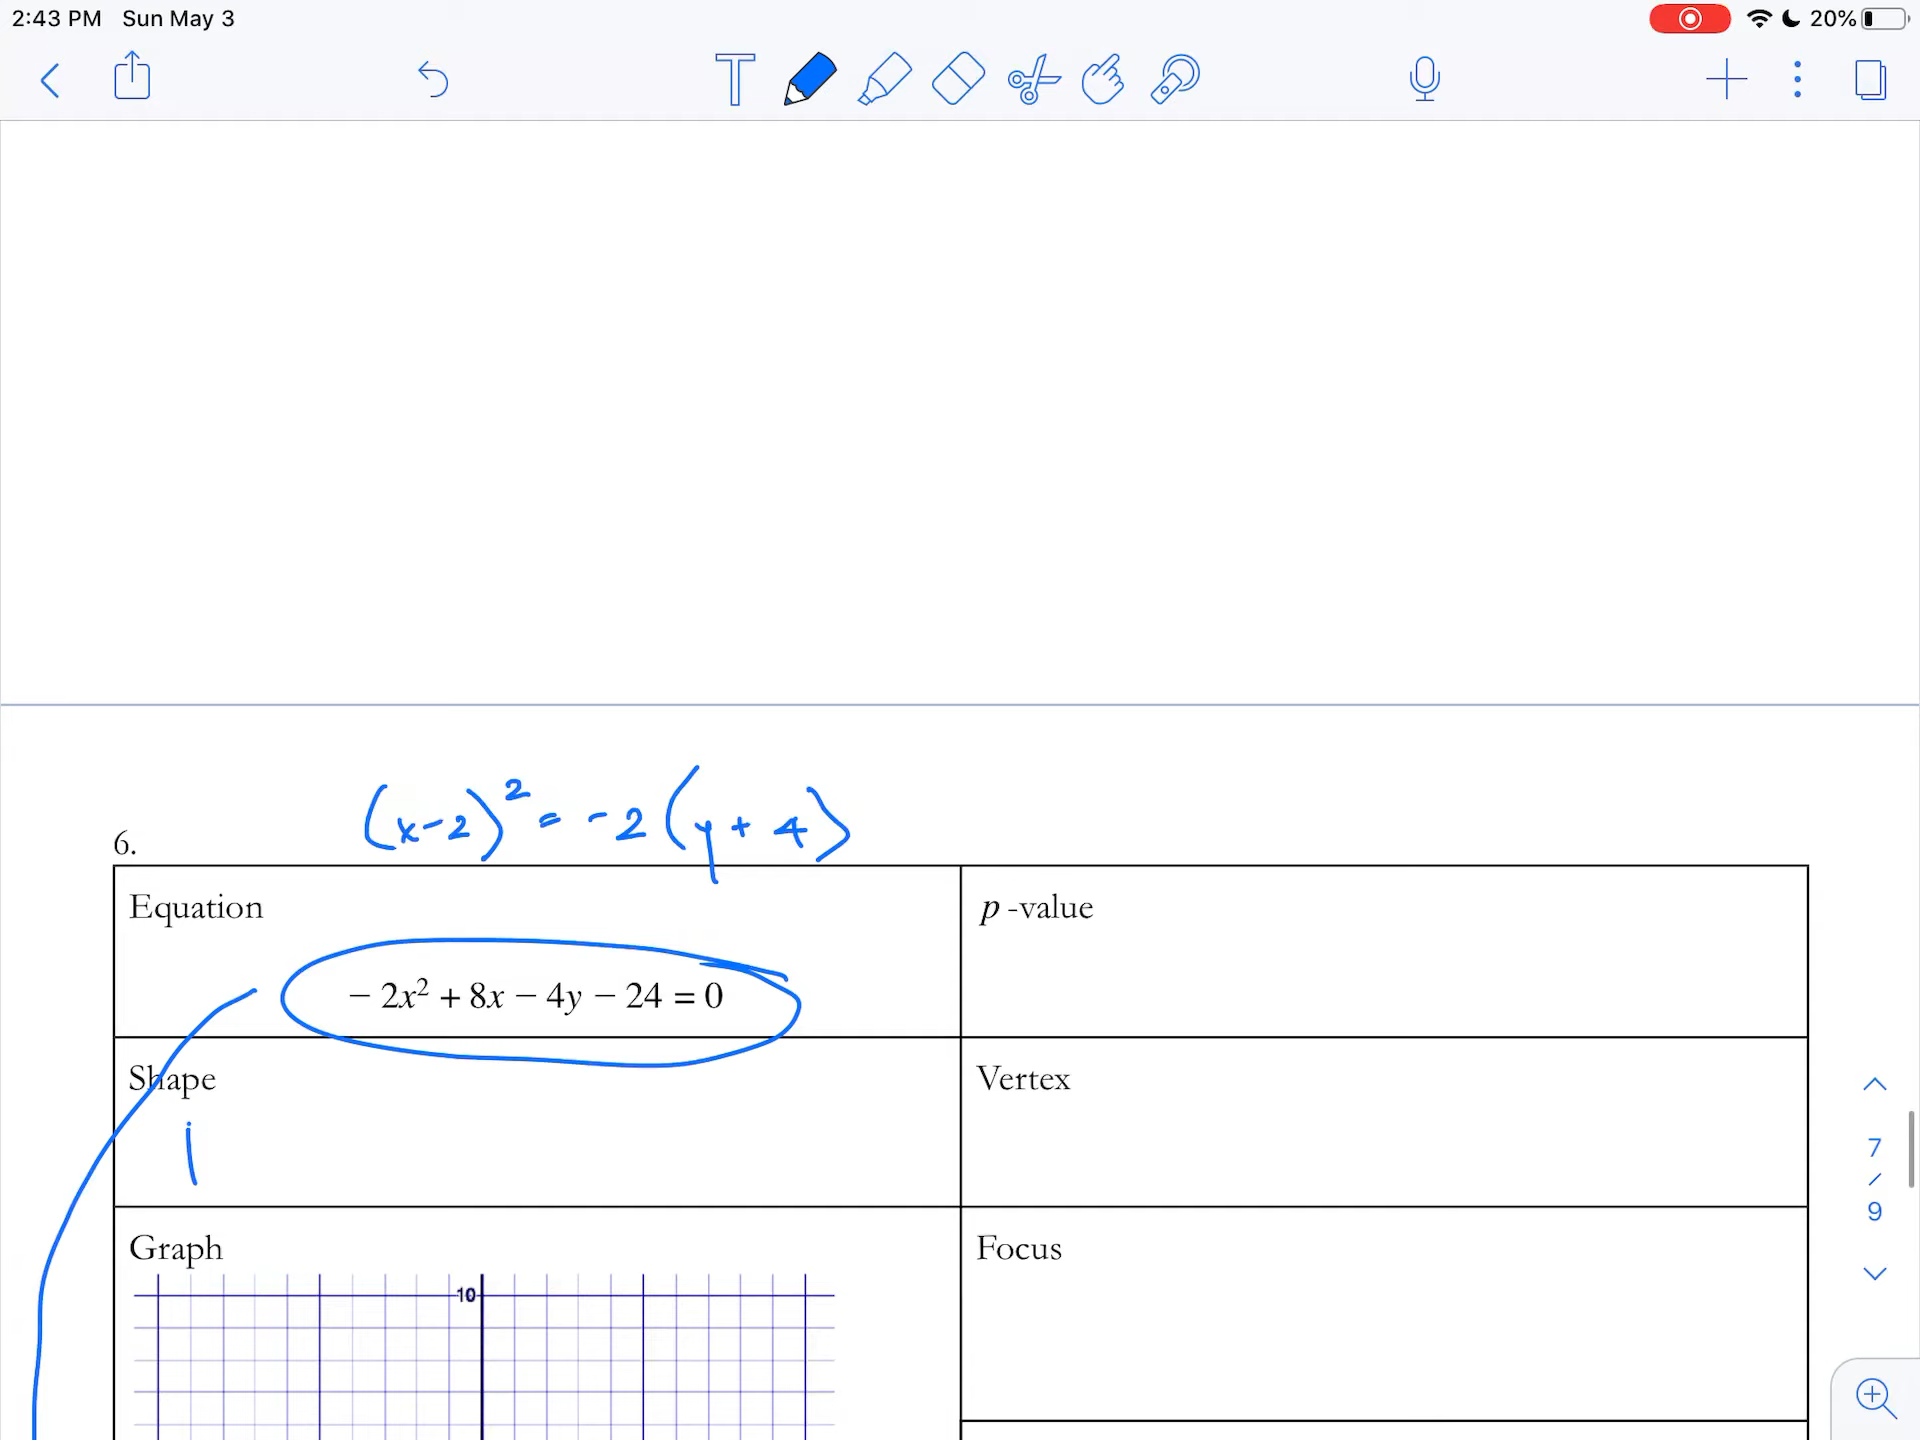 2:43 PM Sun May 3
20%
T
(x-2)² = -2(y+4)
6.
Equation
p -value
− 2x² + 8x − 4y − 24 = 0
Shape
Vertex
7
/
9
Graph
Focus
10